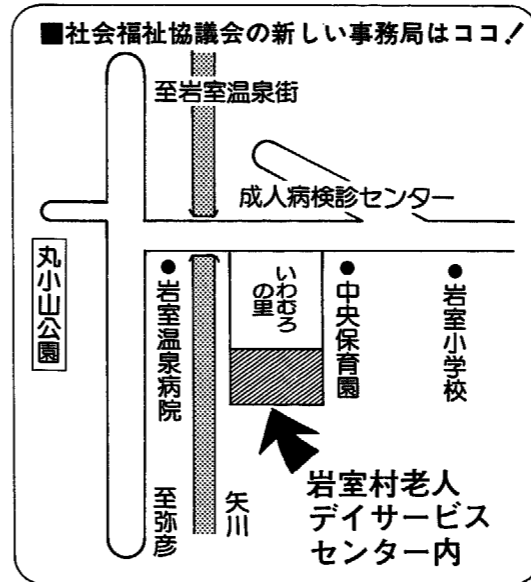 ■社会福祉協議会の新しい事務局はココ！
至岩室温泉街
成人病検診センター
丸小山公園
●岩室温泉病院
いわむろ
の里
●中央保育園
●岩室小学校
至弥彦
矢川
岩室村老人
デイサービス
センター内